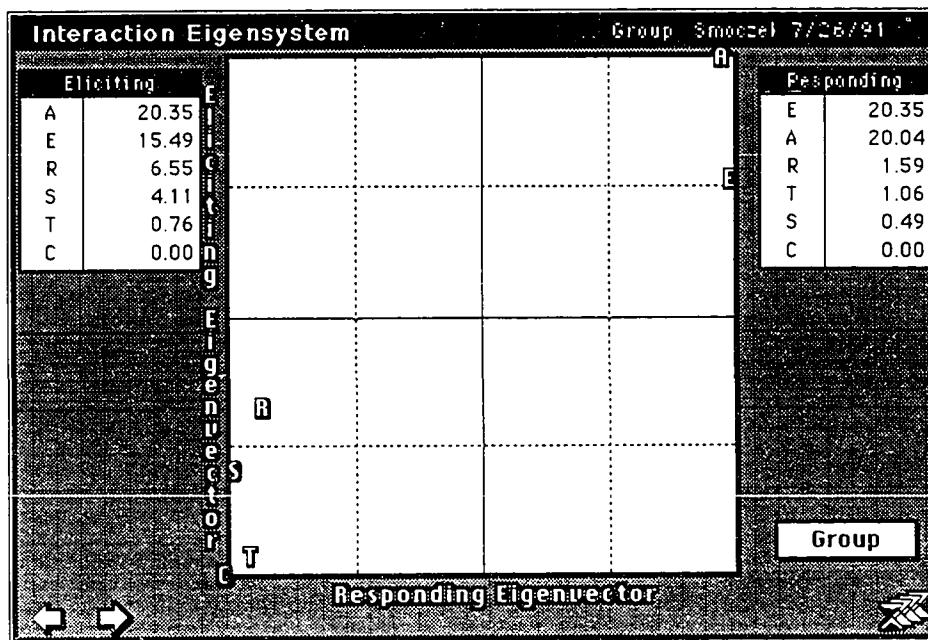 Interaction Eigensystem
Group Smoczek 7/26/91
Eliciting
A 20.35
E 15.49
R 6.55
S 4.11
T 0.76
C 0.00
Eliciting Eigenvector
A
E
R
S
T
C
Responding Eigenvector
Responding
E 20.35
A 20.04
R 1.59
T 1.06
S 0.49
C 0.00
Group